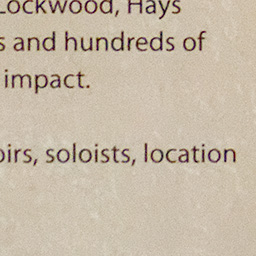 Lockwood, Hays
s and hundreds of
impact.
oirs, soloists, location